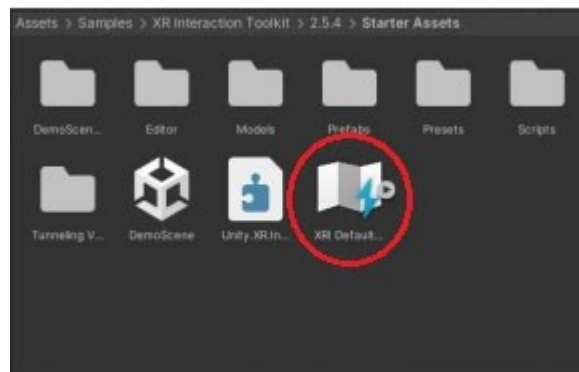 Assets > Samples > XR Interaction Toolkit > 2.5.4 > Starter Assets
DemoScen... Editor Models Prefabs Presets Scripts
Tunneling V... DemoScene Unity.XR.In... XRI Default...